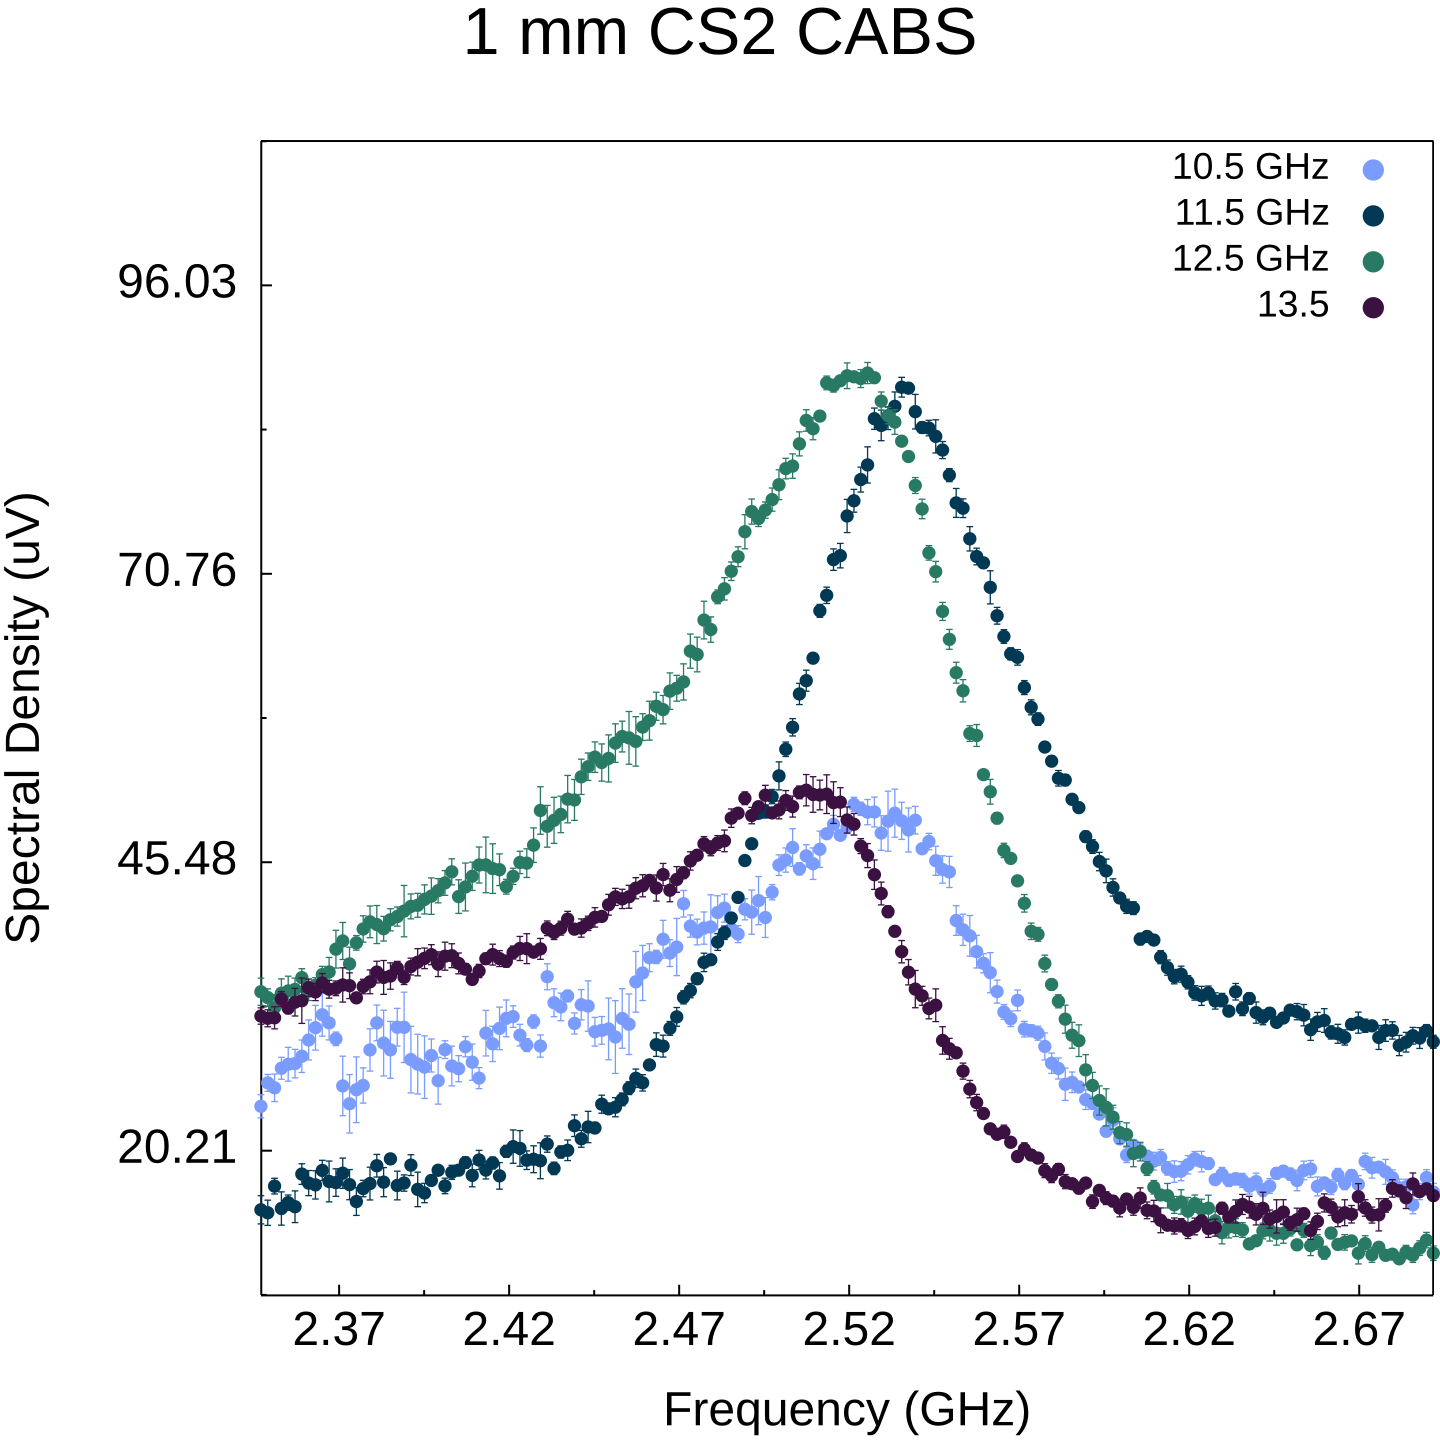 1 mm CS2 CABS
10.5 GHz
11.5 GHz
12.5 GHz
13.5
96.03
70.76
45.48
20.21
Spectral Density (uV)
2.37 2.42 2.47 2.52 2.57 2.62 2.67
Frequency (GHz)